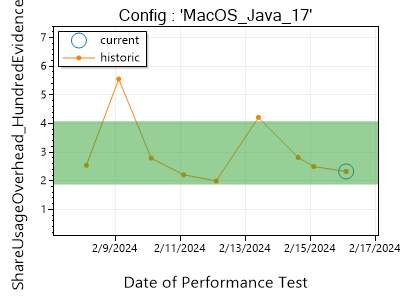 Config : 'MacOS_Java_17'
current
historic
ShareUsageOverhead_HundredEvidence
7
6
5
4
3
2
1
2/9/2024
2/11/2024
2/13/2024
2/15/2024
2/17/2024
Date of Performance Test